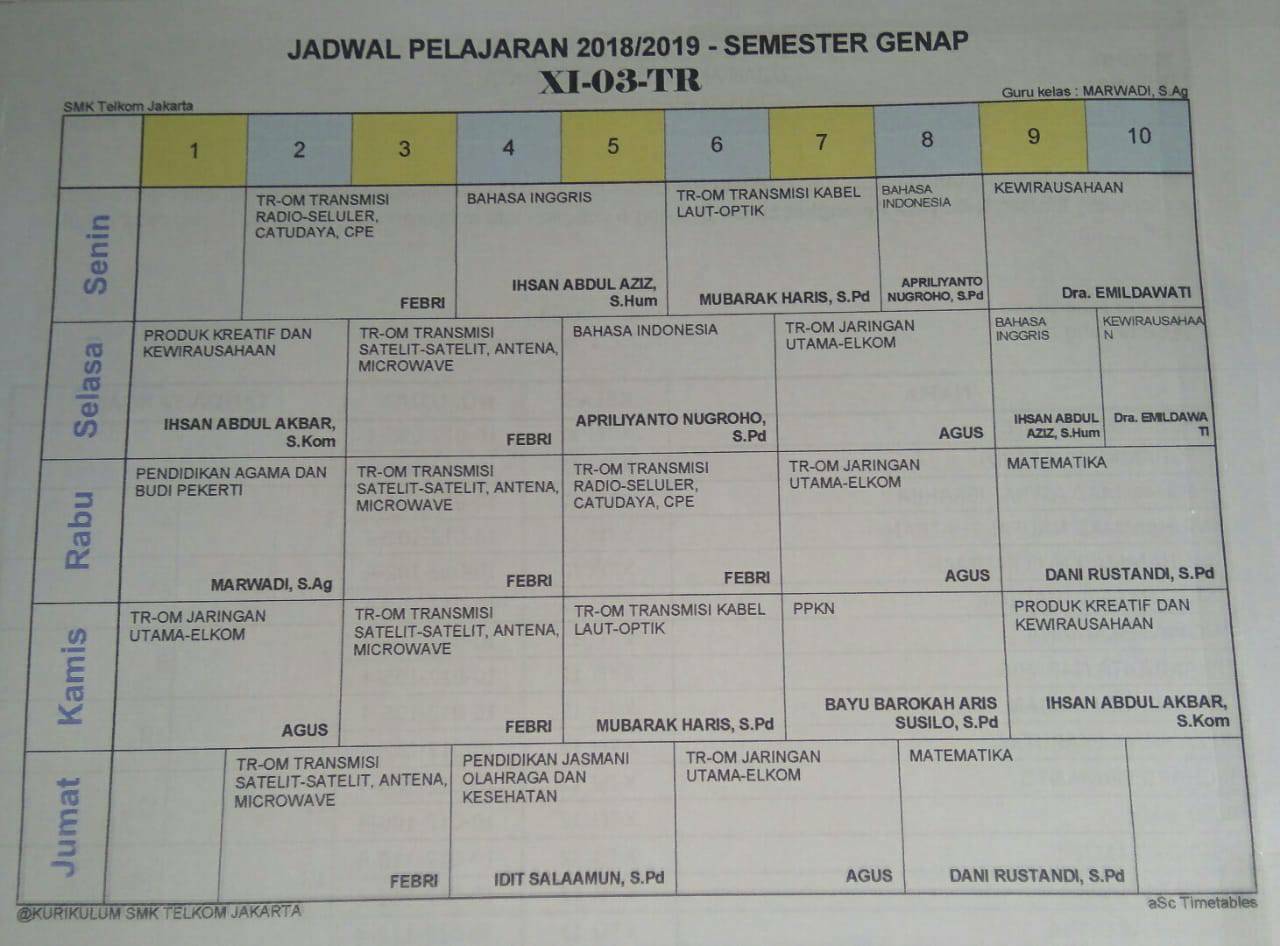 JADWAL PELAJARAN 2018/2019 - SEMESTER GENAP
XI-03-TR
SMK Telkom Jakarta
Guru kelas : MARWADI, S.Ag
1 2 3 4 5 6 7 8 9 10
Senin
TR-OM TRANSMISI
RADIO-SELULER,
CATUDAYA, CPE
FEBRI
BAHASA INGGRIS
IHSAN ABDUL AZIZ,
S.Hum
TR-OM TRANSMISI KABEL
LAUT-OPTIK
MUBARAK HARIS, S.Pd
BAHASA
INDONESIA
APRILIYANTO
NUGROHO, S.Pd
KEWIRAUSAHAAN
Dra. EMILDAWATI
Selasa
PRODUK KREATIF DAN
KEWIRAUSAHAAN
IHSAN ABDUL AKBAR,
S.Kom
TR-OM TRANSMISI
SATELIT-SATELIT, ANTENA,
MICROWAVE
FEBRI
BAHASA INDONESIA
APRILIYANTO NUGROHO,
S.Pd
TR-OM JARINGAN
UTAMA-ELKOM
AGUS
BAHASA
INGGRIS
IHSAN ABDUL
AZIZ, S.Hum
KEWIRAUSAHAA
N
Dra. EMILDAWA
TI
Rabu
PENDIDIKAN AGAMA DAN
BUDI PEKERTI
MARWADI, S.Ag
TR-OM TRANSMISI
SATELIT-SATELIT, ANTENA,
MICROWAVE
FEBRI
TR-OM TRANSMISI
RADIO-SELULER,
CATUDAYA, CPE
FEBRI
TR-OM JARINGAN
UTAMA-ELKOM
AGUS
MATEMATIKA
DANI RUSTANDI, S.Pd
Kamis
TR-OM JARINGAN
UTAMA-ELKOM
AGUS
TR-OM TRANSMISI
SATELIT-SATELIT, ANTENA,
MICROWAVE
FEBRI
TR-OM TRANSMISI KABEL
LAUT-OPTIK
MUBARAK HARIS, S.Pd
PPKN
BAYU BAROKAH ARIS
SUSILO, S.Pd
PRODUK KREATIF DAN
KEWIRAUSAHAAN
IHSAN ABDUL AKBAR,
S.Kom
Jumat
TR-OM TRANSMISI
SATELIT-SATELIT, ANTENA,
MICROWAVE
FEBRI
PENDIDIKAN JASMANI
OLAHRAGA DAN
KESEHATAN
IDIT SALAAMUN, S.Pd
TR-OM JARINGAN
UTAMA-ELKOM
AGUS
MATEMATIKA
DANI RUSTANDI, S.Pd
@KURIKULUM SMK TELKOM JAKARTA
aSc Timetables